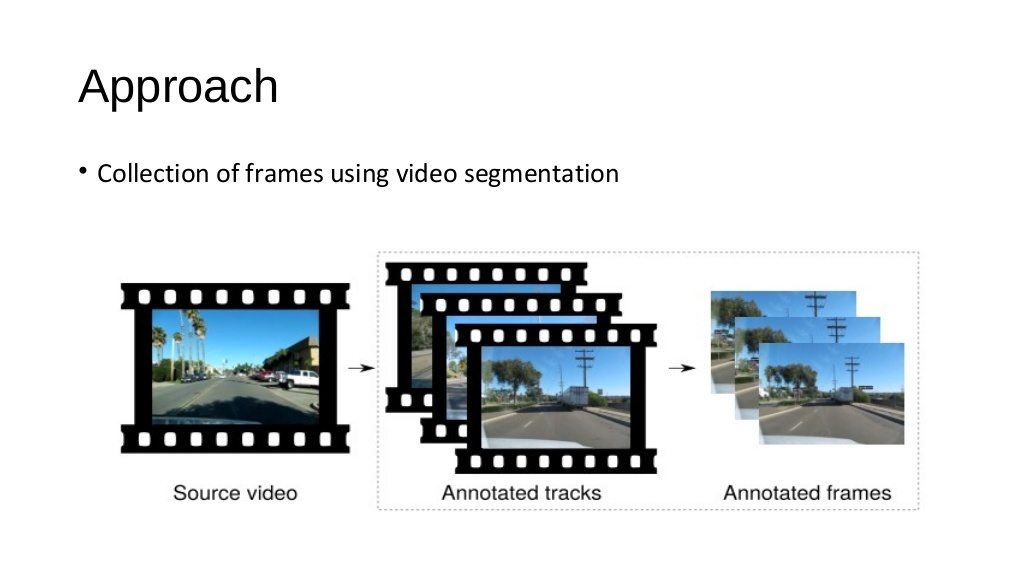 Approach
• Collection of frames using video segmentation
Source video
Annotated tracks
Annotated frames